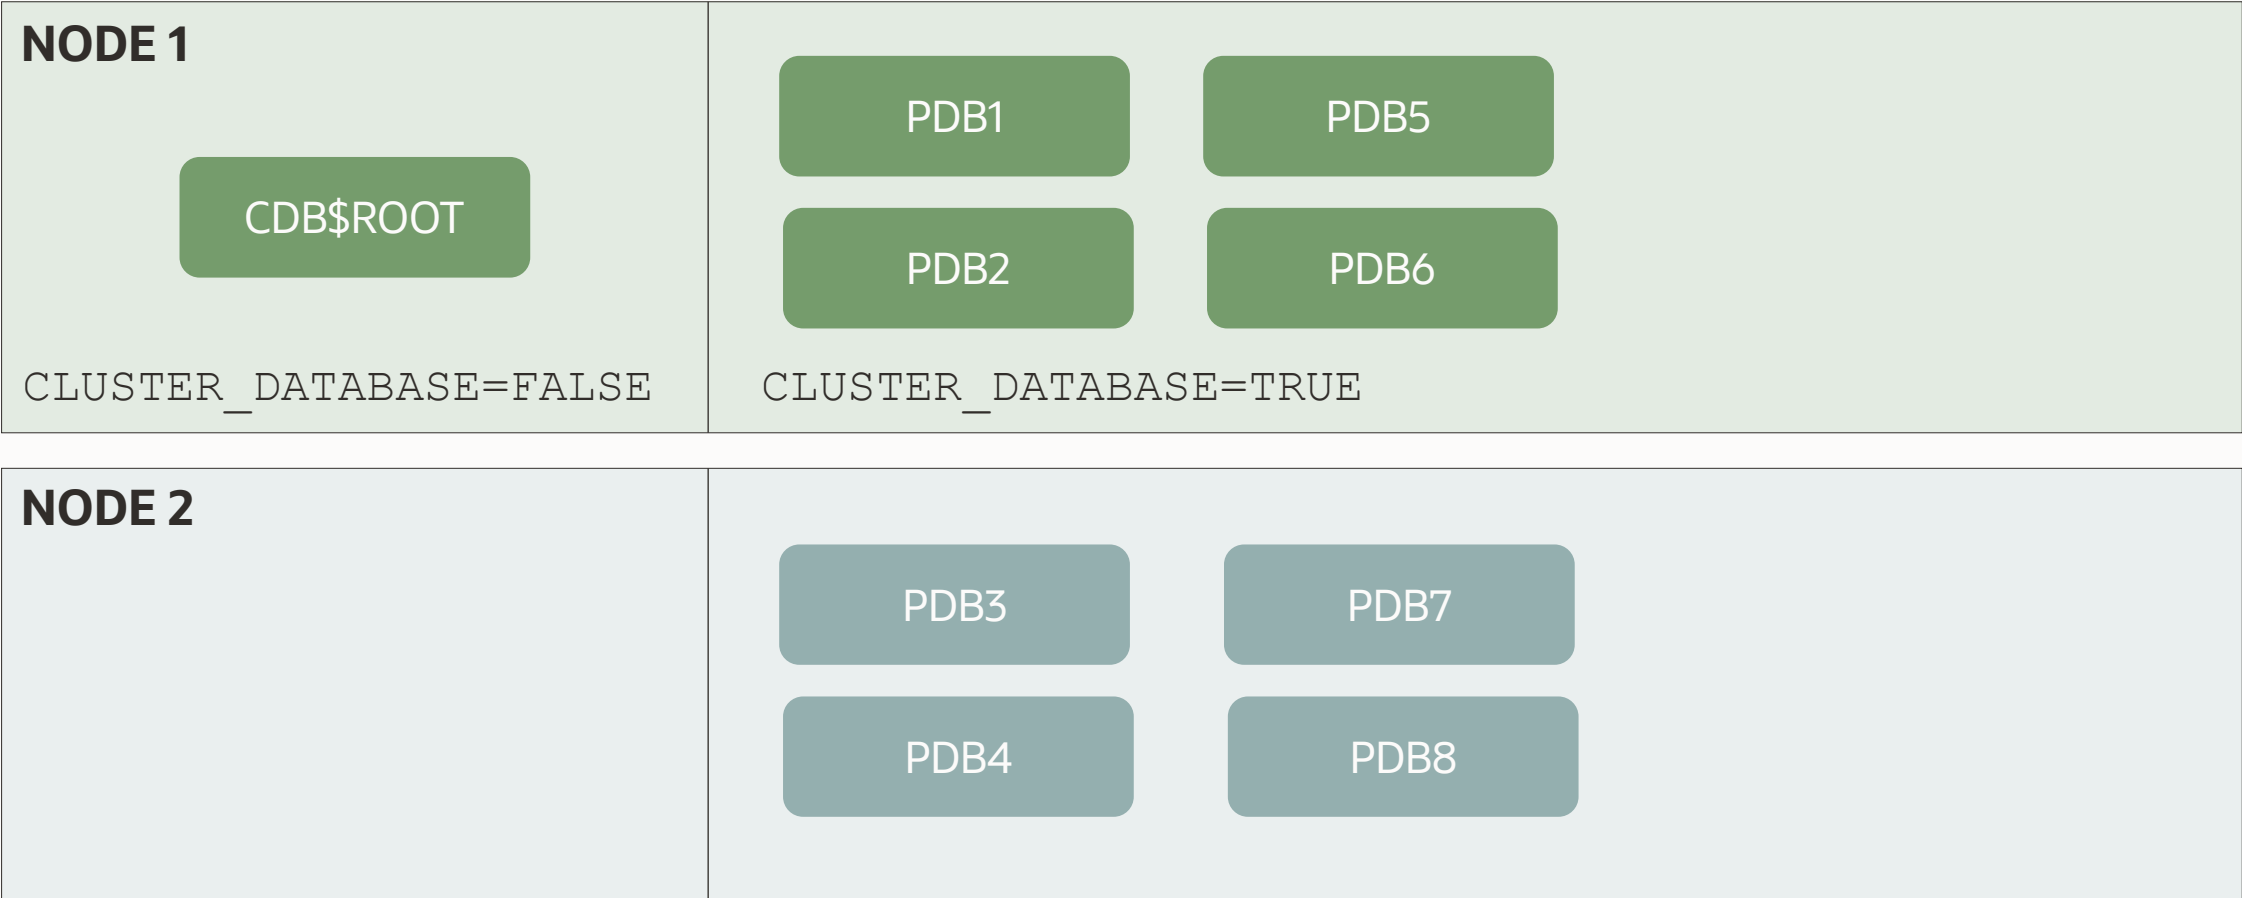 NODE 1
CDB$ROOT
CLUSTER_DATABASE=FALSE
PDB1 PDB5
PDB2 PDB6
CLUSTER_DATABASE=TRUE
NODE 2
PDB3 PDB7
PDB4 PDB8